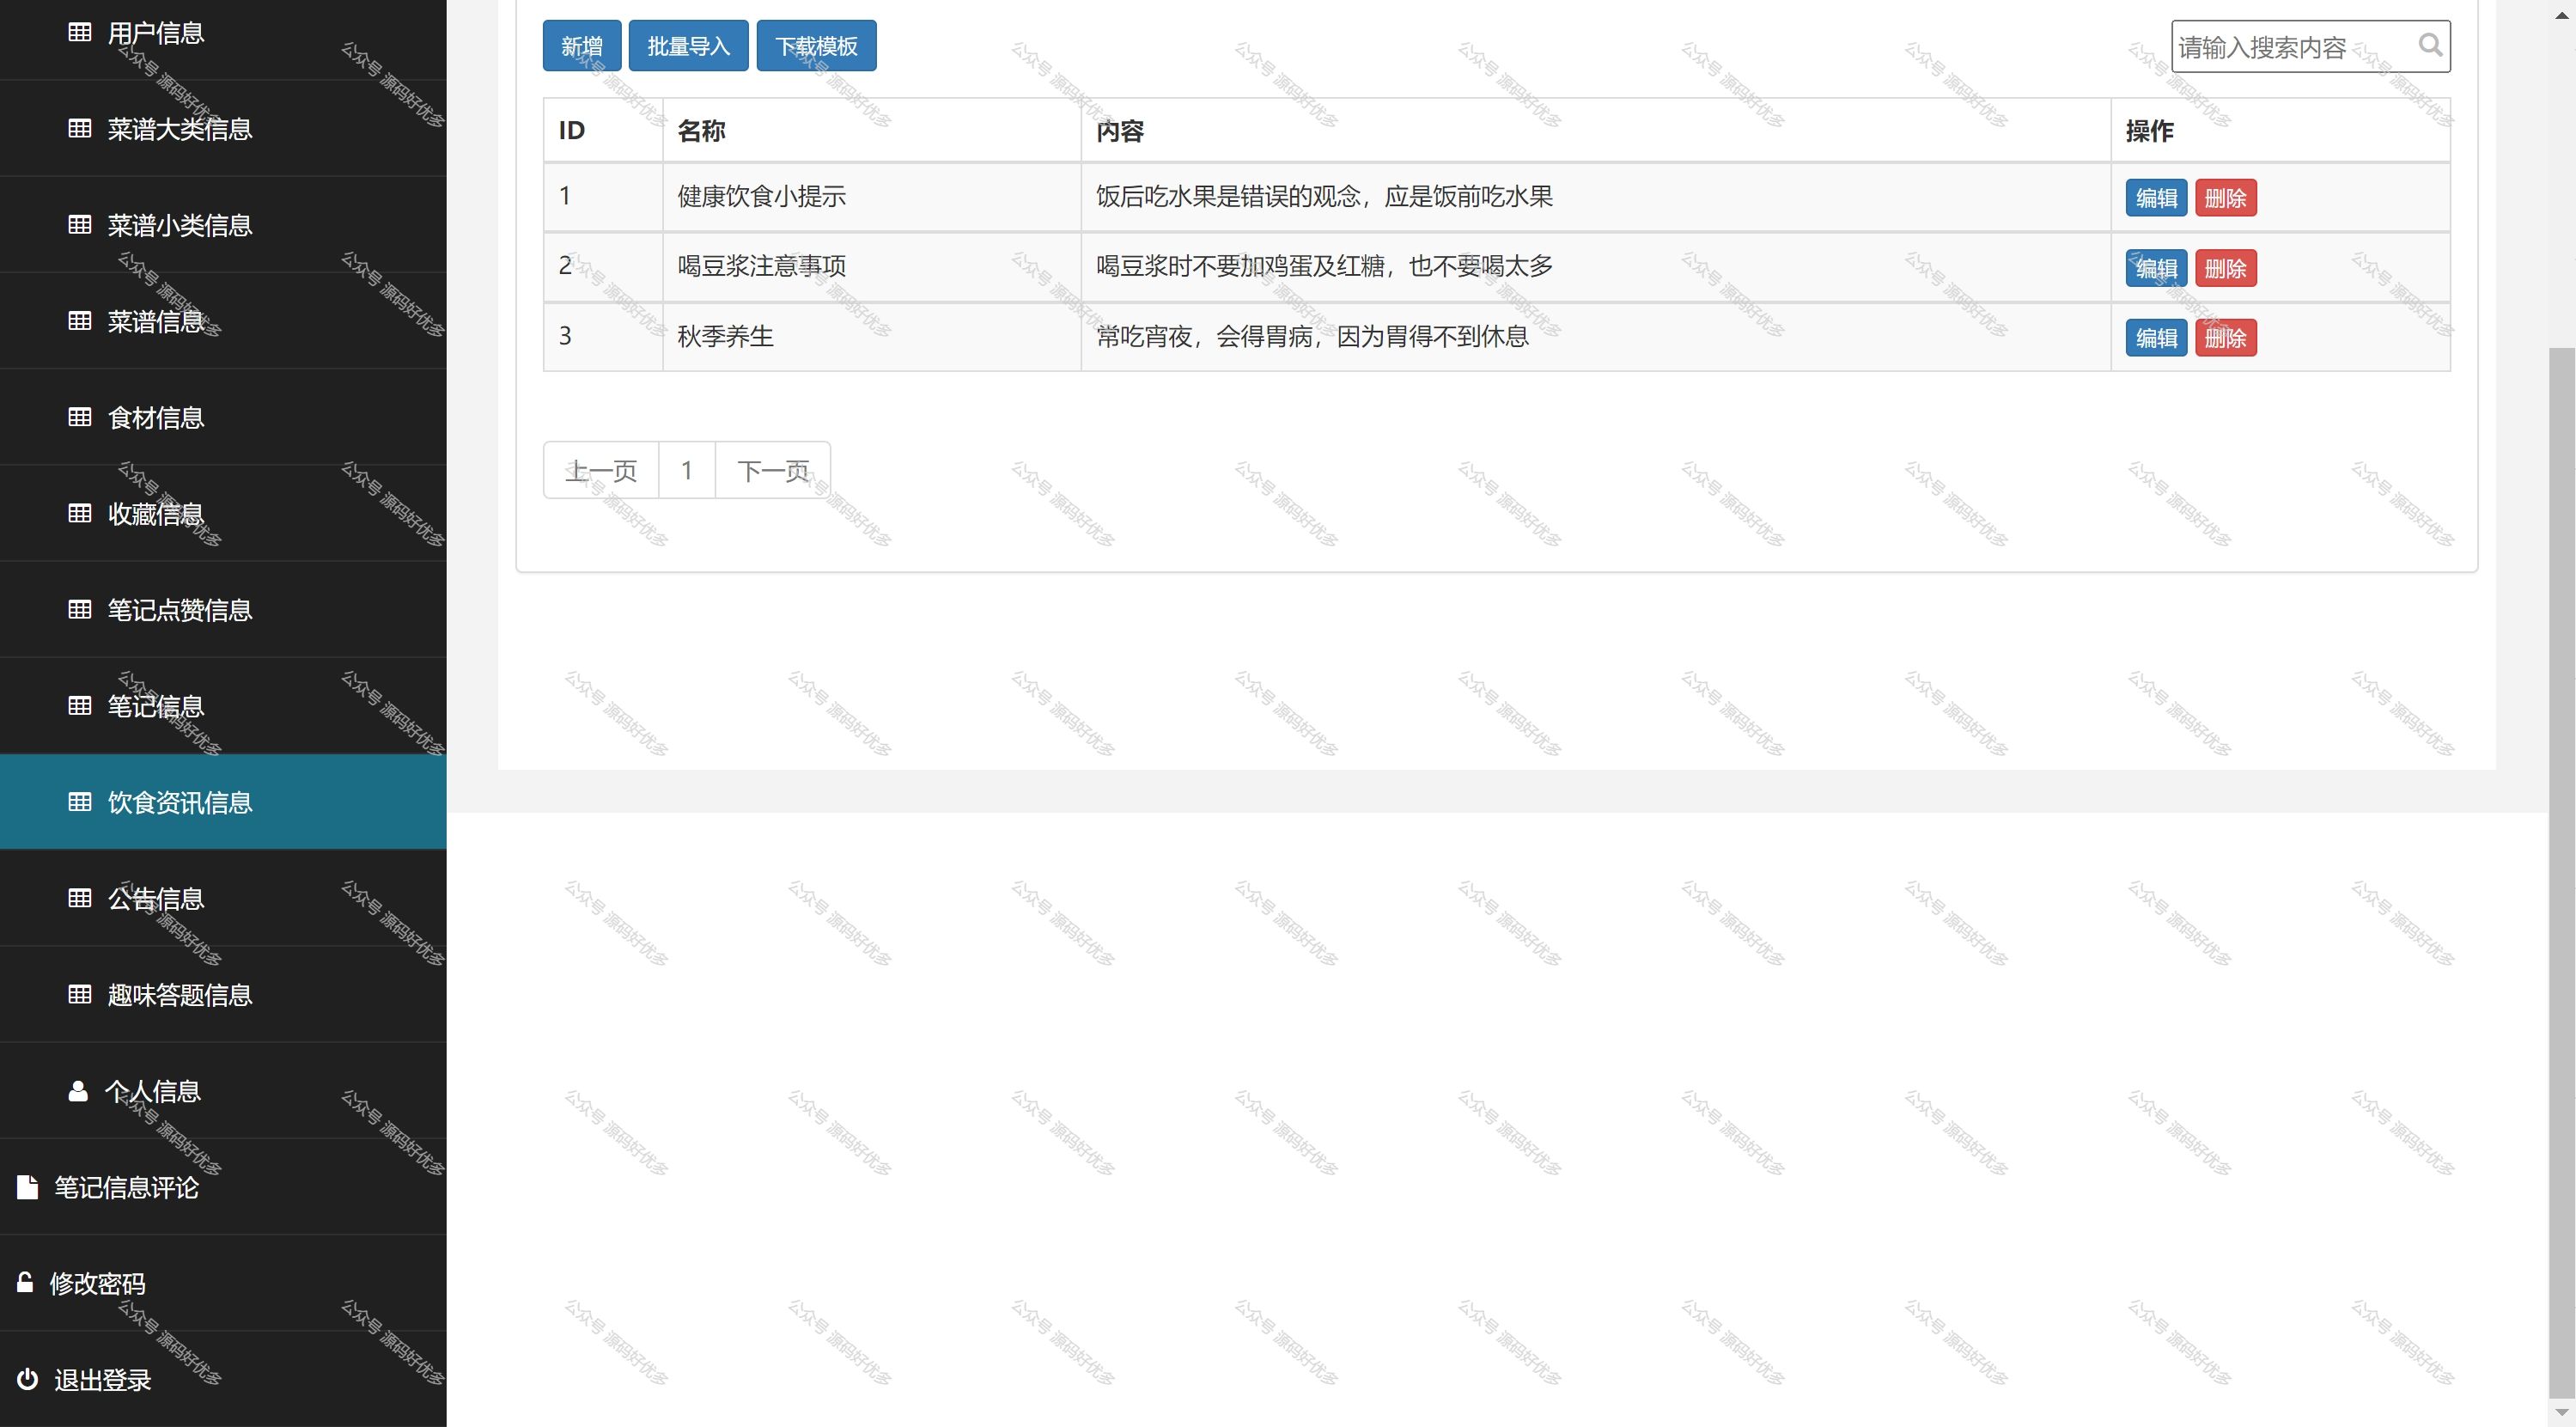 用户信息
菜谱大类信息
菜谱小类信息
菜谱信息
食材信息
收藏信息
笔记点赞信息
笔记信息
饮食资讯信息
公告信息
趣味答题信息
个人信息
笔记信息评论
修改密码
退出登录
新增 批量导入 下载模板
请输入搜索内容
ID 名称 内容 操作
1 健康饮食小提示 饭后吃水果是错误的观念，应是饭前吃水果 编辑 删除
2 喝豆浆注意事项 喝豆浆时不要加鸡蛋及红糖，也不要喝太多 编辑 删除
3 秋季养生 常吃宵夜，会得胃病，因为胃得不到休息 编辑 删除
上一页 1 下一页
公众号 源码好优多